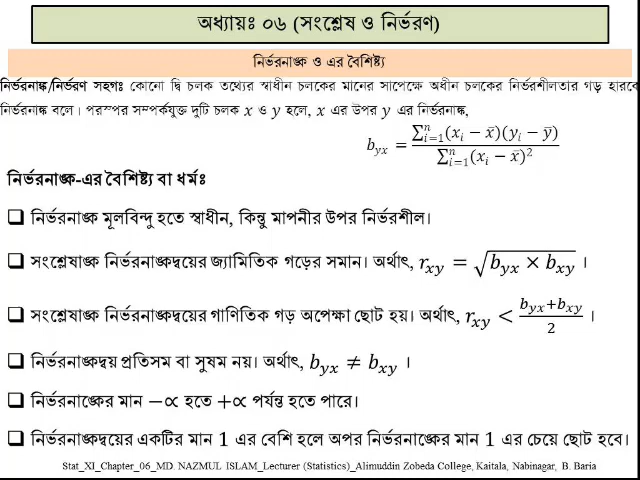 অধ্যায়ঃ ০৬ (সংশ্লেষ ও নির্ভরণ)
নির্ভরনাঙ্ক ও এর বৈশিষ্ট্য
নির্ভরনাঙ্ক/নির্ভরণ সহগঃ কোনো দ্বি চলক তথ্যের স্বাধীন চলকের মানের সাপেক্ষে অধীন চলকের নির্ভরশীলতার গড় হারকে
নির্ভরনাঙ্ক বলে। পরস্পর সম্পর্কযুক্ত দুটি চলক x ও y হলে, x এর উপর y এর নির্ভরনাঙ্ক,
b_{yx} = \frac{\sum_{i=1}^{n}(x_i - \bar{x})(y_i - \bar{y})}{\sum_{i=1}^{n}(x_i - \bar{x})^2}
নির্ভরনাঙ্ক-এর বৈশিষ্ট্য বা ধর্মঃ
❑ নির্ভরনাঙ্ক মূলবিন্দু হতে স্বাধীন, কিন্তু মাপনীর উপর নির্ভরশীল।
❑ সংশ্লেষাঙ্ক নির্ভরনাঙ্কদ্বয়ের জ্যামিতিক গড়ের সমান। অর্থাৎ, r_{xy} = \sqrt{b_{yx} × b_{xy}} ।
❑ সংশ্লেষাঙ্ক নির্ভরনাঙ্কদ্বয়ের গাণিতিক গড় অপেক্ষা ছোট হয়। অর্থাৎ, r_{xy} < \frac{b_{yx}+b_{xy}}{2} ।
❑ নির্ভরনাঙ্কদ্বয় প্রতিসম বা সুষম নয়। অর্থাৎ, b_{yx} ≠ b_{xy} ।
❑ নির্ভরনাঙ্কের মান −∝ হতে +∝ পর্যন্ত হতে পারে।
❑ নির্ভরনাঙ্কদ্বয়ের একটির মান 1 এর বেশি হলে অপর নির্ভরনাঙ্কের মান 1 এর চেয়ে ছোট হবে।
Stat_XI_Chapter_06_MD. NAZMUL ISLAM_Lecturer (Statistics)_Alimuddin Zobeda College, Kaitala, Nabinagar, B. Baria